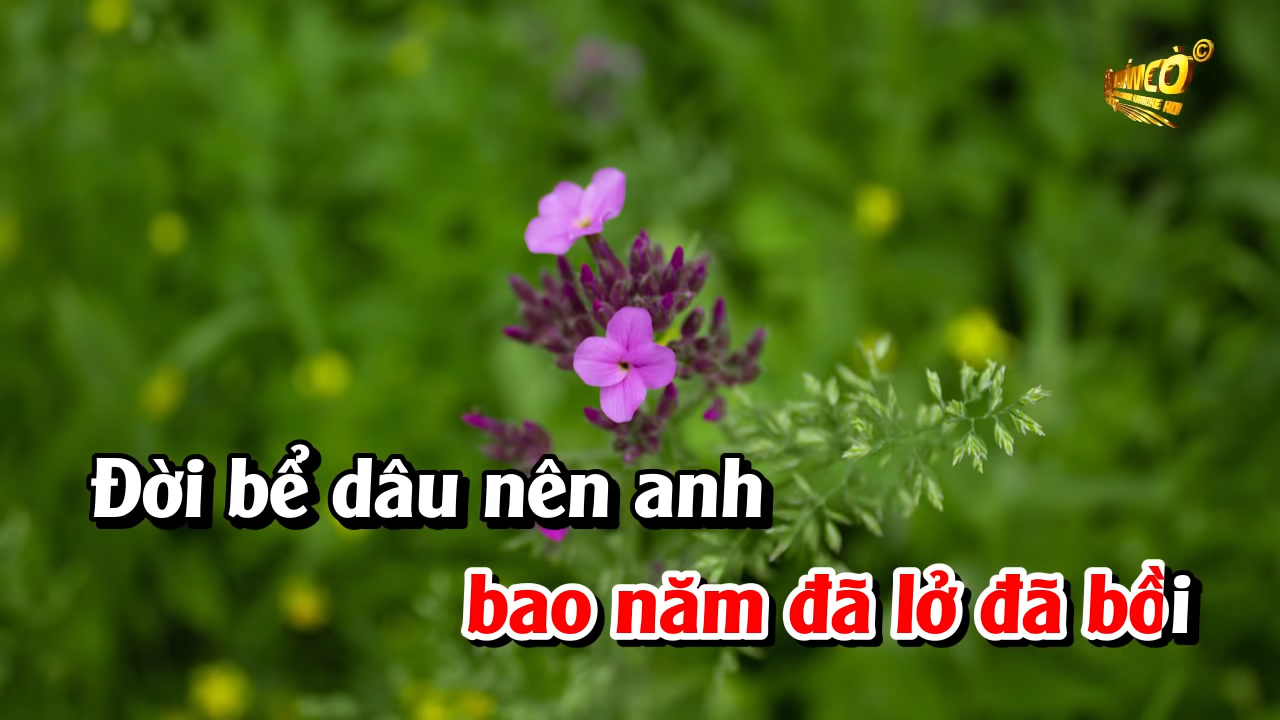 ©
Đời bể dâu nên anh
bao năm đã lở đã bồi